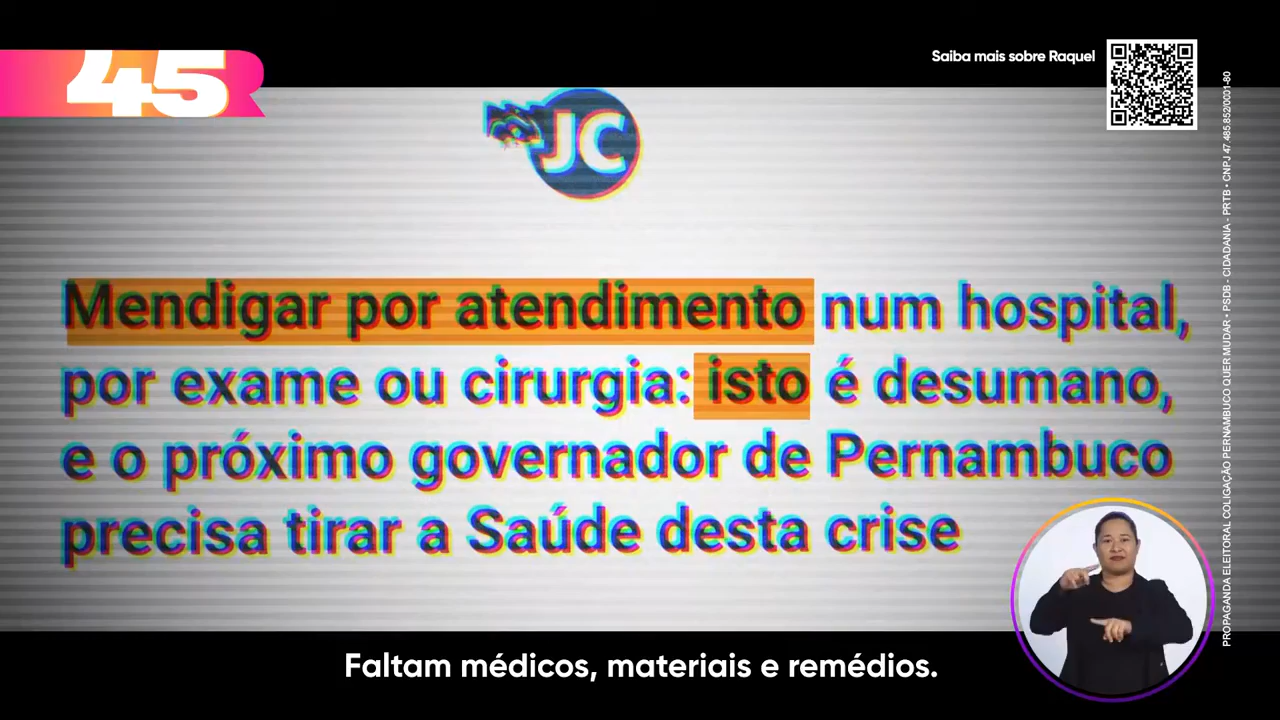 45
Saiba mais sobre Raquel
JC
Mendigar por atendimento num hospital,
por exame ou cirurgia: isto é desumano,
e o próximo governador de Pernambuco
precisa tirar a Saúde desta crise
Faltam médicos, materiais e remédios.
PROPAGANDA ELEITORAL COLIGAÇÃO PERNAMBUCO QUER MUDAR • PSDB - CIDADANIA - PRTB • CNPJ 47.485.852/0001-80